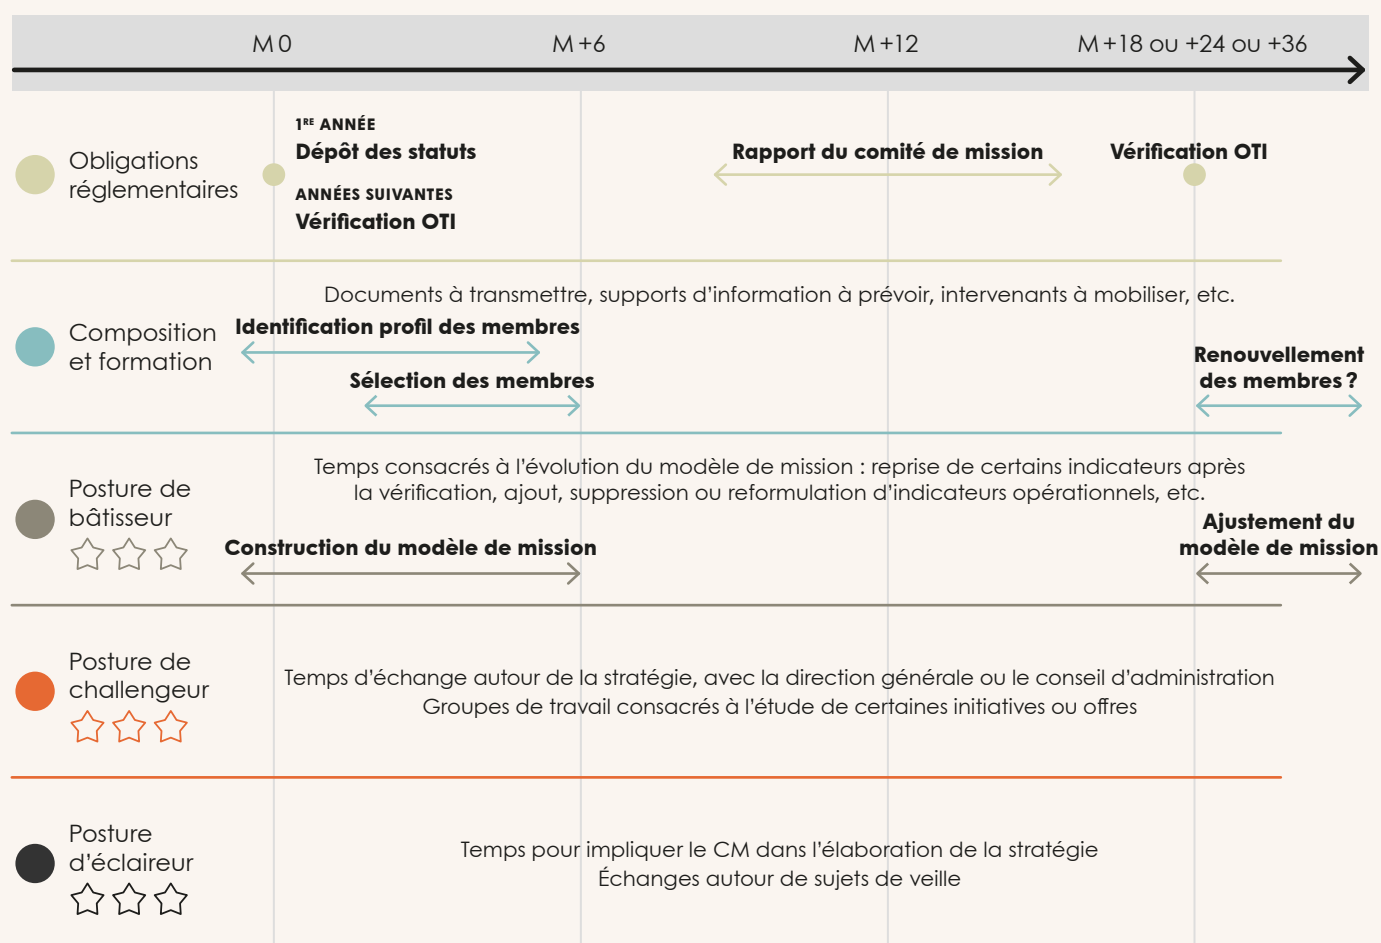 M 0
M +6
M +12
M +18 ou +24 ou +36
Obligations
réglementaires
1RE ANNÉE
Dépôt des statuts
ANNÉES SUIVANTES
Vérification OTI
Rapport du comité de mission
Vérification OTI
Composition
et formation
Documents à transmettre, supports d’information à prévoir, intervenants à mobiliser, etc.
Identification profil des membres
Sélection des membres
Renouvellement
des membres ?
Posture de
bâtisseur
Temps consacrés à l’évolution du modèle de mission : reprise de certains indicateurs après
la vérification, ajout, suppression ou reformulation d’indicateurs opérationnels, etc.
Construction du modèle de mission
Ajustement du
modèle de mission
Posture de
challengeur
Temps d’échange autour de la stratégie, avec la direction générale ou le conseil d’administration
Groupes de travail consacrés à l’étude de certaines initiatives ou offres
Posture
d’éclaireur
Temps pour impliquer le CM dans l’élaboration de la stratégie
Échanges autour de sujets de veille